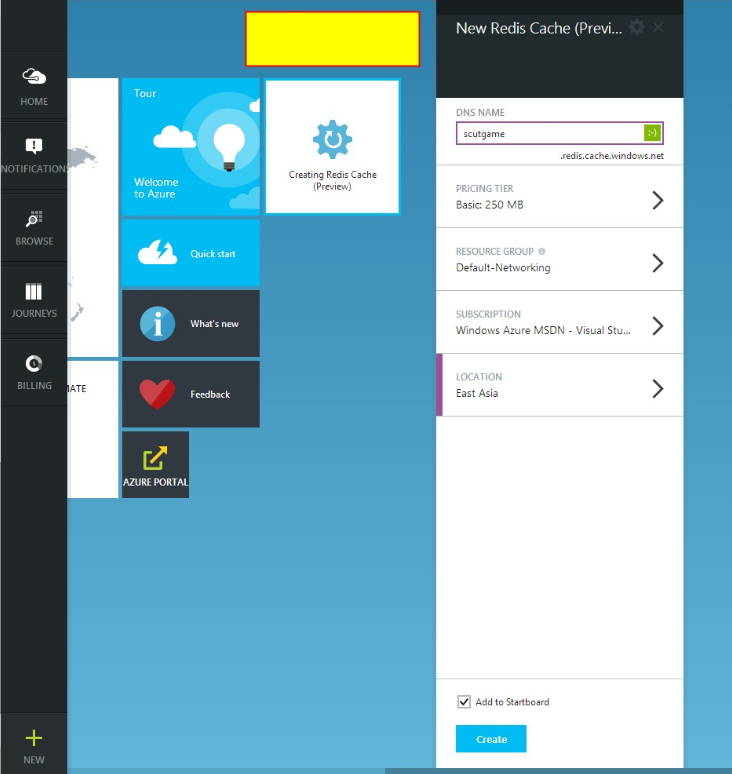 HOME
NOTIFICATIONS
BROWSE
JOURNEYS
BILLING
NEW
Tour
Welcome
to Azure
Quick start
What's new
Feedback
AZURE PORTAL
Creating Redis Cache
(Preview)
New Redis Cache (Previ...
DNS NAME
scutgame
:-)
.redis.cache.windows.net
PRICING TIER
Basic: 250 MB
RESOURCE GROUP
Default-Networking
SUBSCRIPTION
Windows Azure MSDN - Visual Stu...
LOCATION
East Asia
Add to Startboard
Create